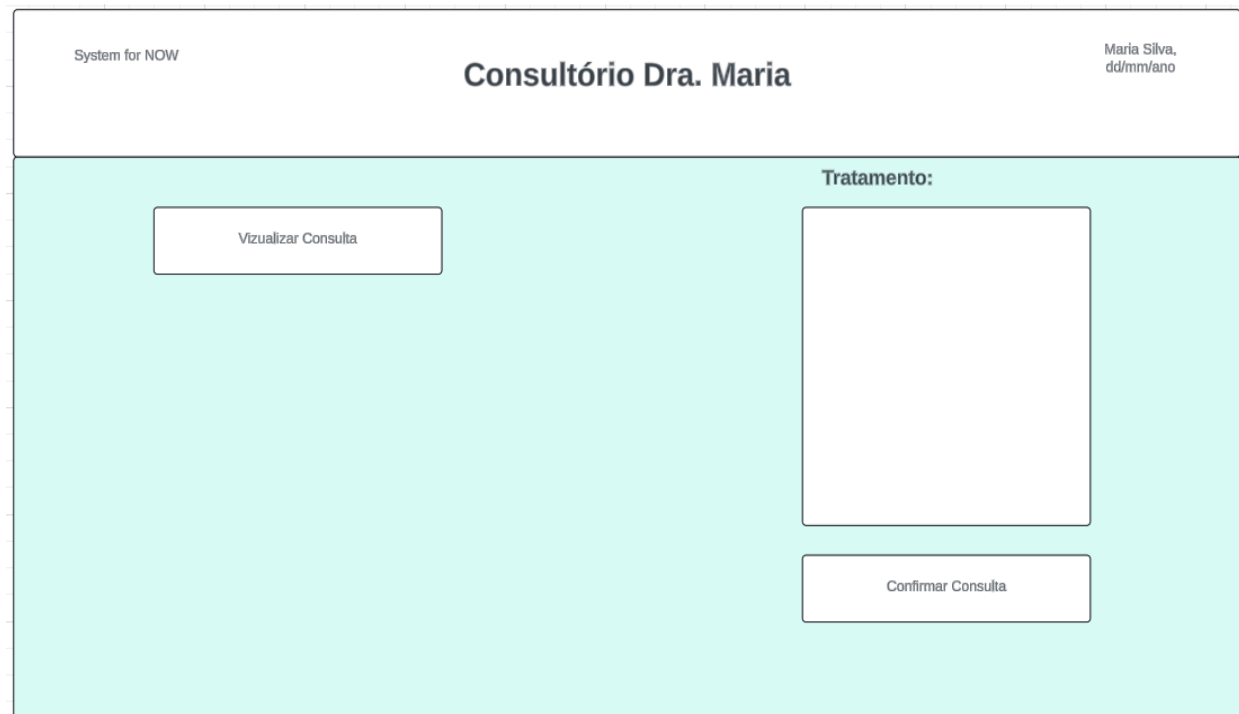 System for NOW
Consultório Dra. Maria
Maria Silva,
dd/mm/ano
Tratamento:
Vizualizar Consulta
Confirmar Consulta